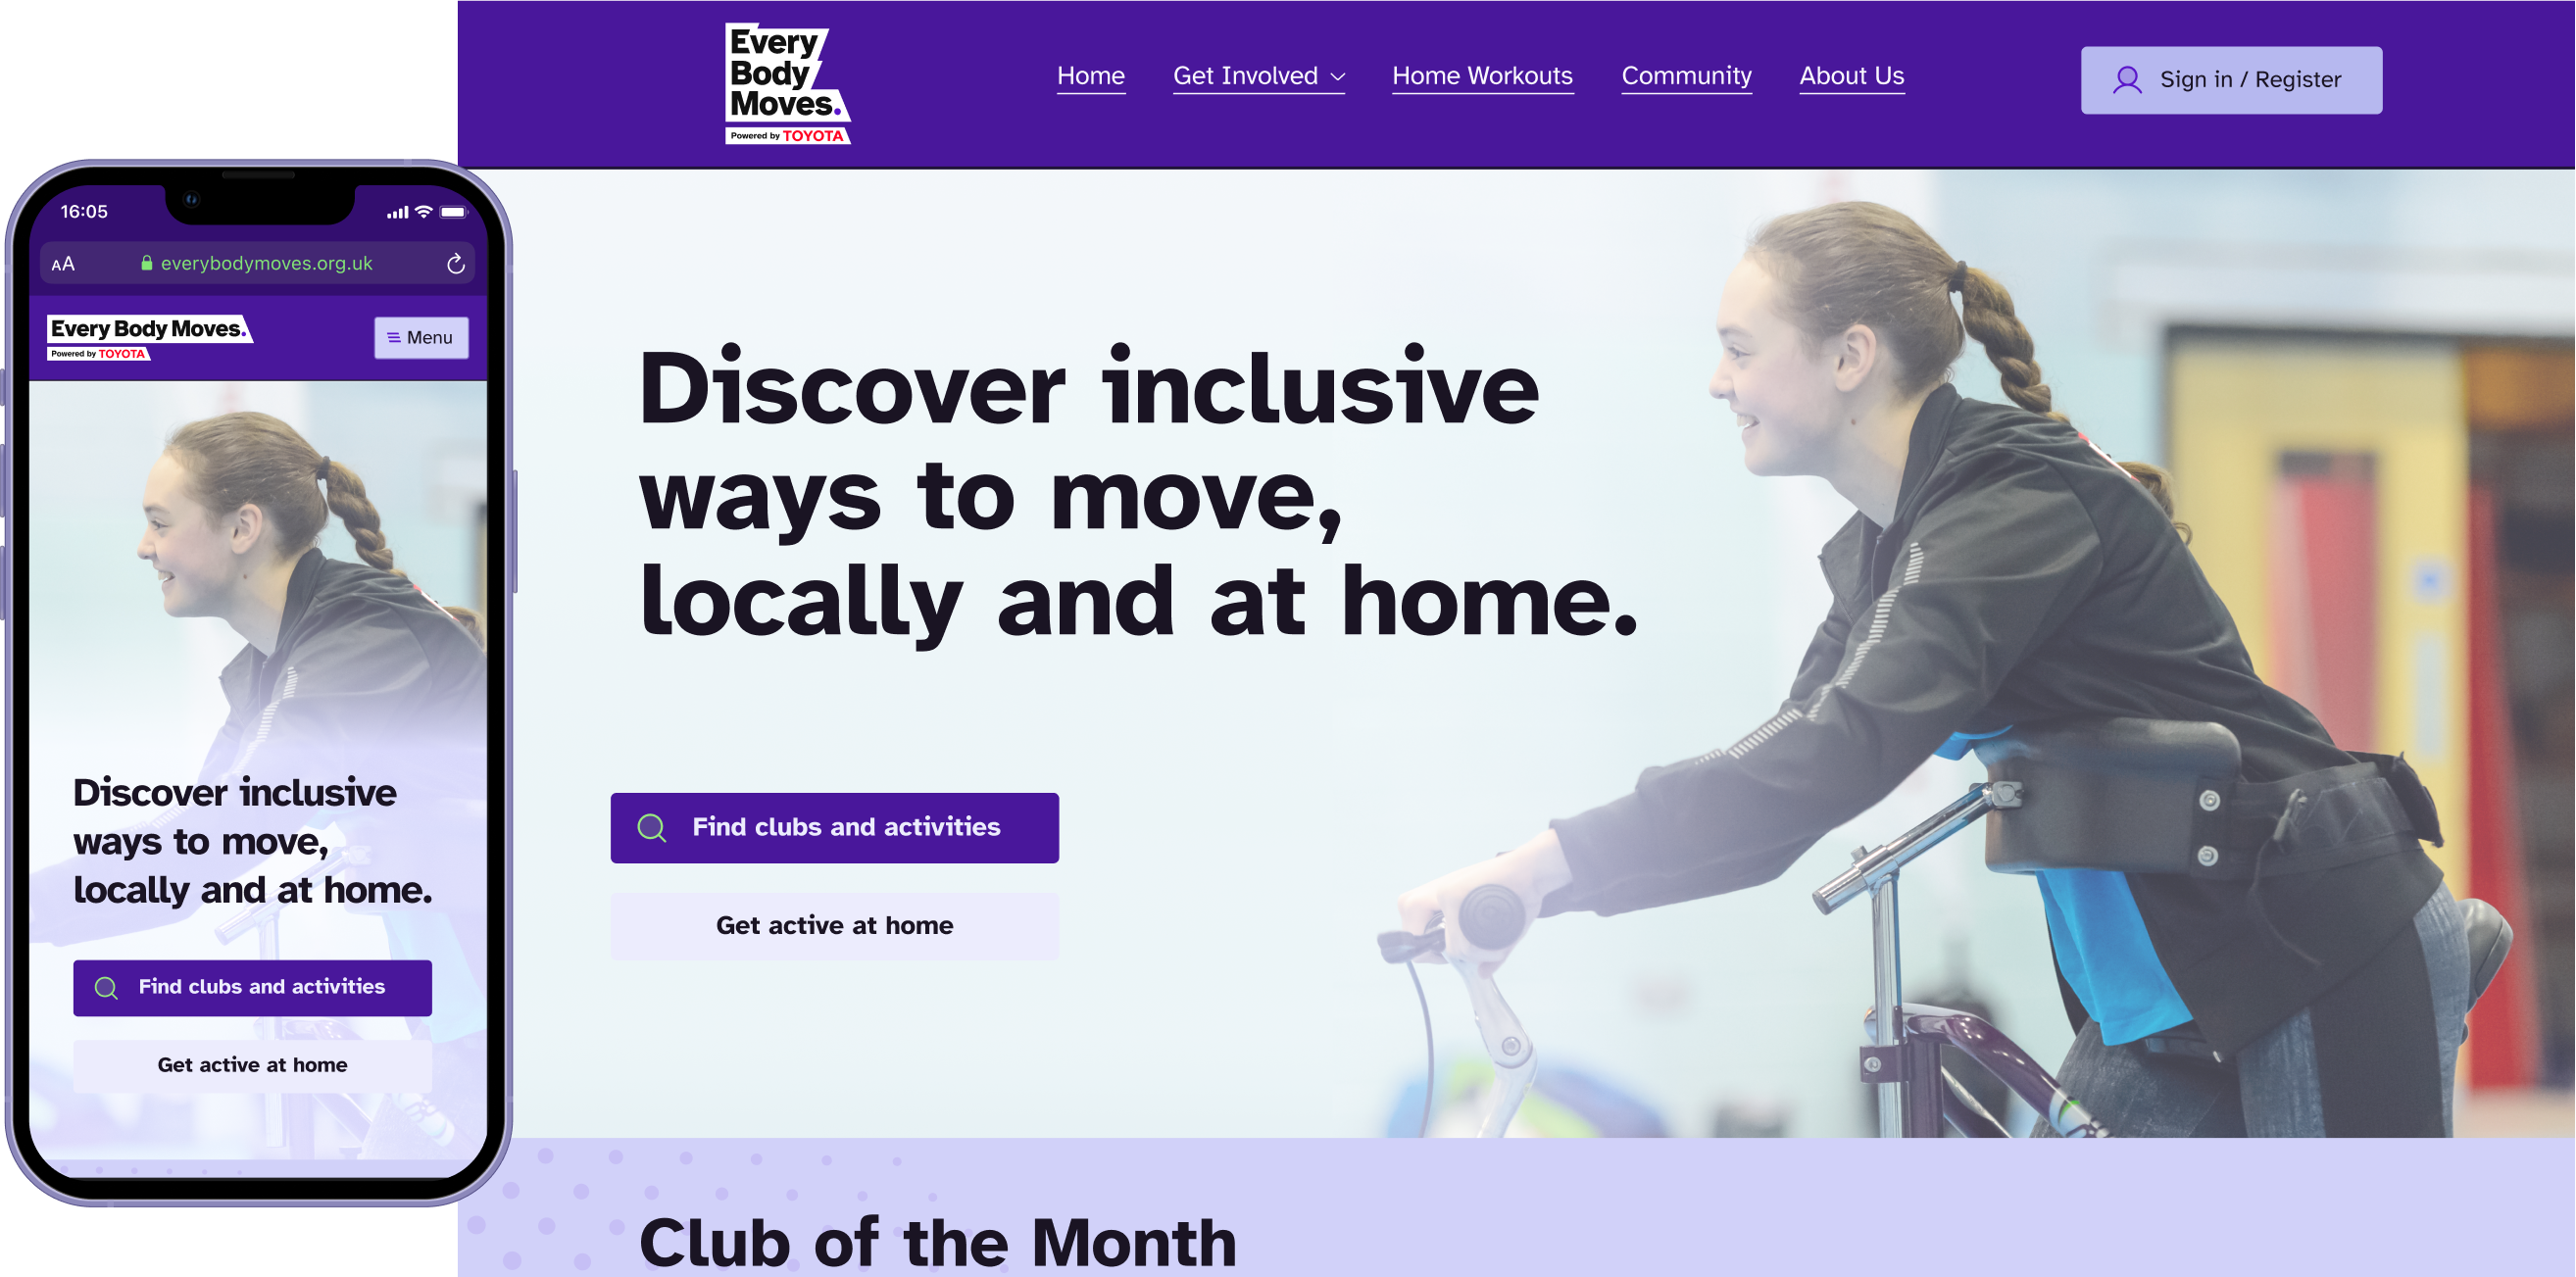 Every
Body
Moves.
Powered by TOYOTA
Home
Get Involved
Home Workouts
Community
About Us
Sign in / Register
Discover inclusive
ways to move,
locally and at home.
Find clubs and activities
Get active at home
Club of the Month
16:05
AA
everybodymoves.org.uk
Every Body Moves.
Powered by TOYOTA
Menu
Discover inclusive
ways to move,
locally and at home.
Find clubs and activities
Get active at home